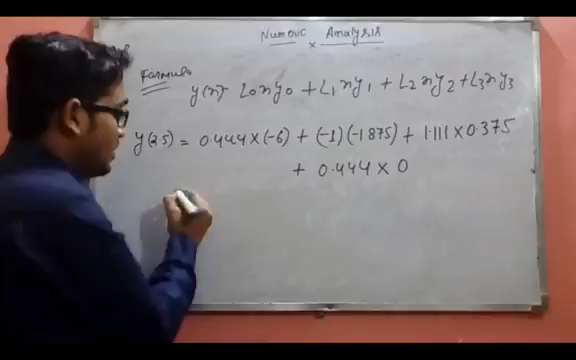 Numeric Analysis
×
Formulo
y(x) L0xy0 + L1xy1 + L2xy2 + L3xy3
y(2.5) = 0.444×(-6) + (-1)(-1.875) + 1.111×0.375
+ 0.444×0